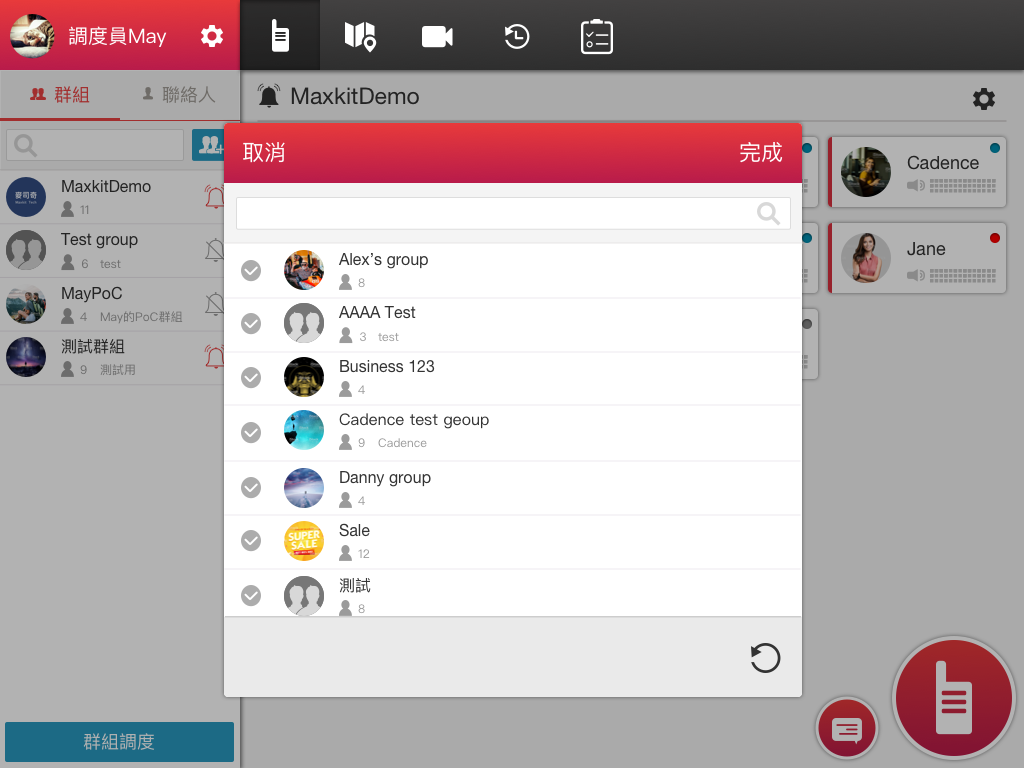 調度員May
群組
聯絡人
MaxkitDemo
MaxkitDemo
11
Test group
6 test
MayPoC
4 May的PoC群組
測試群組
9 測試用
群組調度
Cadence
Jane
取消
完成
Alex's group
8
AAAA Test
3 test
Business 123
4
Cadence test geoup
9 Cadence
Danny group
4
SUPER
SALE
Sale
12
測試
8